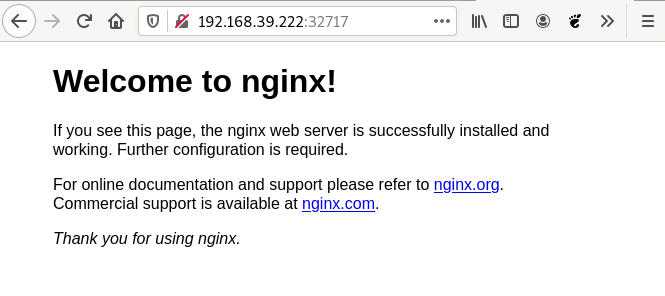 192.168.39.222:32717
Welcome to nginx!
If you see this page, the nginx web server is successfully installed and
working. Further configuration is required.
For online documentation and support please refer to nginx.org.
Commercial support is available at nginx.com.
Thank you for using nginx.